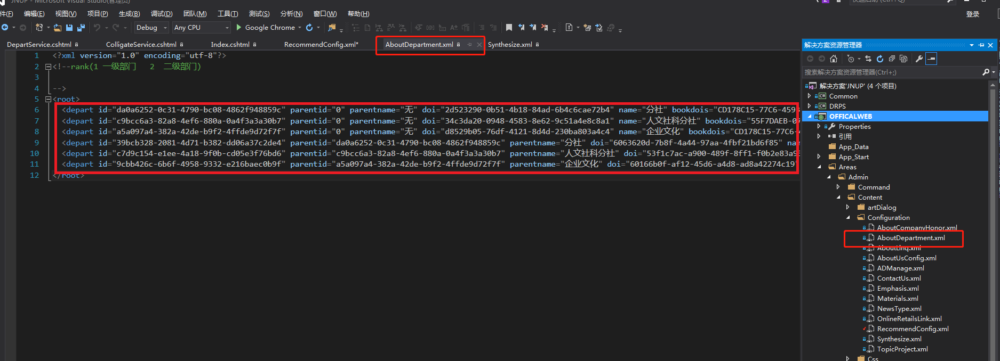 JNUP - Microsoft Visual Studio(管理员)
快速启动 (Ctrl+Q)
件(F) 编辑(E) 视图(V) 项目(P) 生成(B) 调试(D) 团队(M) 工具(T) 测试(S) 分析(N) 窗口(W) 帮助(H)
登录
Debug Any CPU Google Chrome
DepartService.cshtml ColligateService.cshtml Index.cshtml RecommendConfig.xml* AboutDepartment.xml Synthesize.xml
1 <?xml version="1.0" encoding="utf-8"?>
2 <!--rank(1 一级部门 2 二级部门)
3
4 -->
5 <root>
6 <depart id="da0a6252-0c31-4790-bc08-4862f948859c" parentid="0" parentname="无" doi="2d523290-0b51-4b18-84ad-6b4c6cae72b4" name="分社" bookdois="CD178C15-77C6-459
7 <depart id="c9bcc6a3-82a8-4ef6-880a-0a4f3a3a30b7" parentid="0" parentname="无" doi="34c3da20-0948-4583-8e62-9c51a4e8c8a1" name="人文社科分社" bookdois="55F7DAEB-07
8 <depart id="a5a097a4-382a-42de-b9f2-4ffde9d72f7f" parentid="0" parentname="无" doi="d8529b05-76df-4121-8d4d-230ba803a4c4" name="企业文化" bookdois="CD178C15-77C6-4
9 <depart id="39bcb328-2081-4d71-b382-dd06a37c2de4" parentid="da0a6252-0c31-4790-bc08-4862f948859c" parentname="分社" doi="6063620d-7b8f-4a44-97aa-4fbf21bd6f85" nam
10 <depart id="c7d9c154-e1ee-4a18-9f0b-cd05e3f76bd6" parentid="c9bcc6a3-82a8-4ef6-880a-0a4f3a3a30b7" parentname="人文社科分社" doi="53f1c7ac-a900-489f-8ff1-f0b2e83a9
11 <depart id="9cbb426c-6b6f-4958-9332-e216baec0b9f" parentid="a5a097a4-382a-42de-b9f2-4ffde9d72f7f" parentname="企业文化" doi="60166b0f-af12-45d6-a4d8-ad8a42274c19"
12 </root>
解决方案资源管理器
搜索解决方案资源管理器(Ctrl+;)
解决方案'JNUP' (4 个项目)
Common
DRPS
OFFICALWEB
Properties
引用
App_Data
App_Start
Areas
Admin
Command
Content
artDialog
Configuration
AboutCompanyHonor.xml
AboutDepartment.xml
AboutLinq.xml
AboutUsConfig.xml
ADManage.xml
ContactUs.xml
Emphasis.xml
Materials.xml
NewsType.xml
OnlineRetailsLink.xml
RecommendConfig.xml
Synthesize.xml
TopicProject.xml
Css